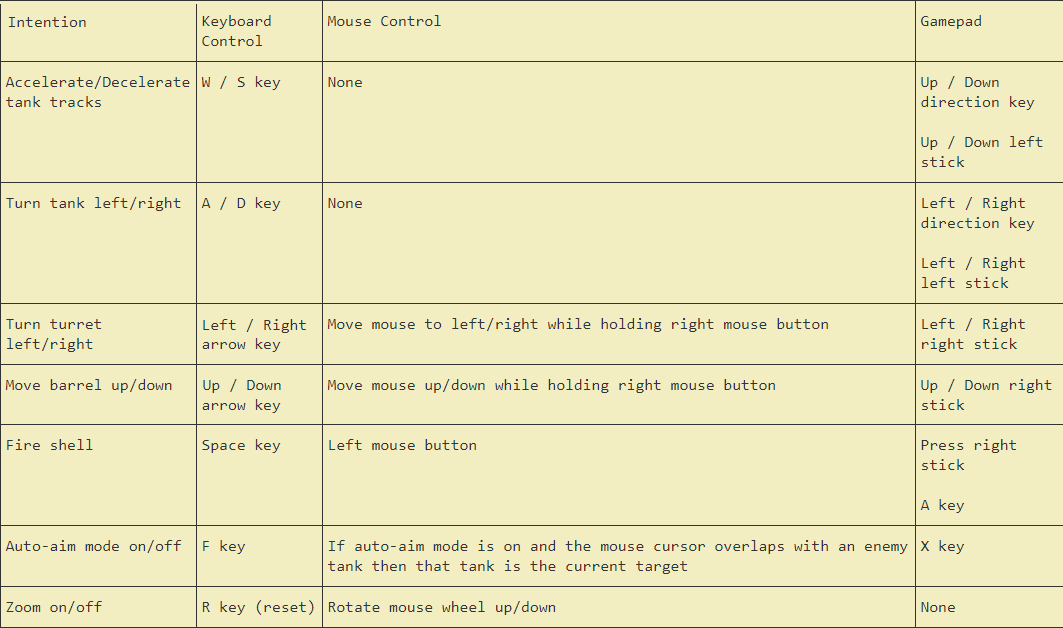 Intention
Keyboard
Control
Mouse Control
Gamepad
Accelerate/Decelerate
tank tracks
W / S key
None
Up / Down
direction key
Up / Down left
stick
Turn tank left/right
A / D key
None
Left / Right
direction key
Left / Right
left stick
Turn turret
left/right
Left / Right
arrow key
Move mouse to left/right while holding right mouse button
Left / Right
right stick
Move barrel up/down
Up / Down
arrow key
Move mouse up/down while holding right mouse button
Up / Down right
stick
Fire shell
Space key
Left mouse button
Press right
stick
A key
Auto-aim mode on/off
F key
If auto-aim mode is on and the mouse cursor overlaps with an enemy
tank then that tank is the current target
X key
Zoom on/off
R key (reset)
Rotate mouse wheel up/down
None